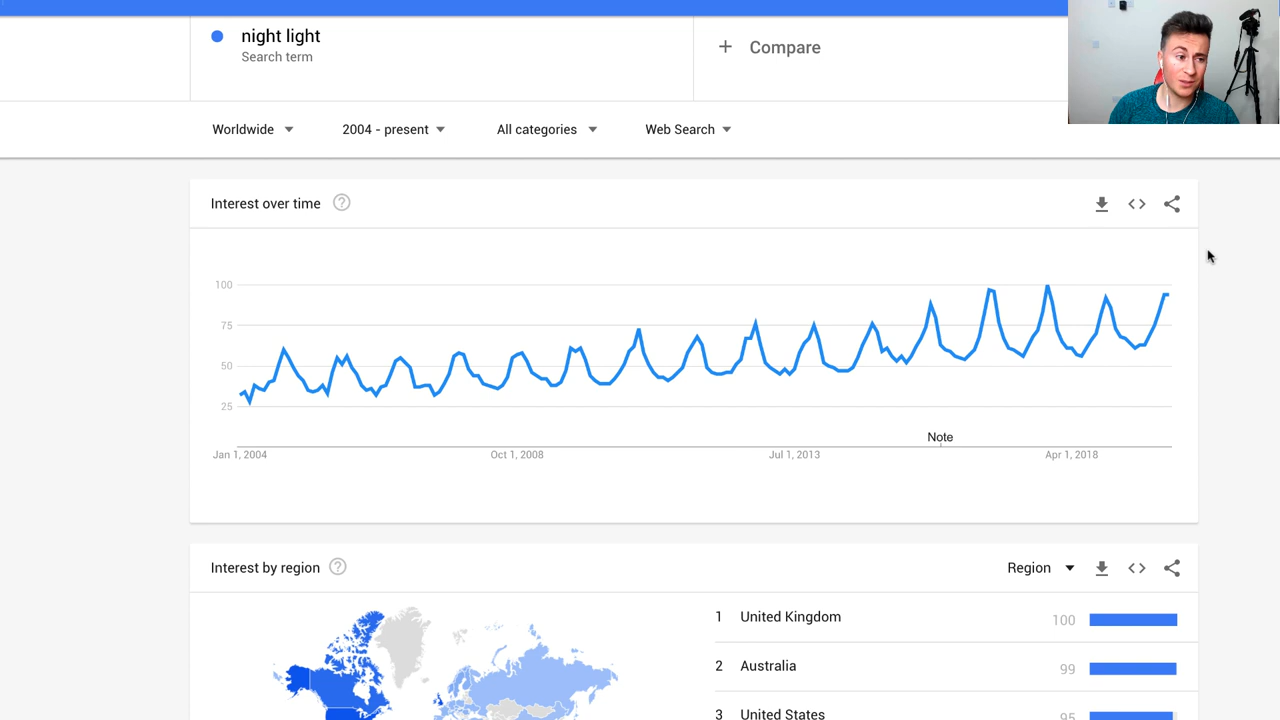 night light
Search term
+ Compare
Worldwide
2004 - present
All categories
Web Search
Interest over time
100
75
50
25
Note
Jan 1, 2004
Oct 1, 2008
Jul 1, 2013
Apr 1, 2018
Interest by region
Region
1 United Kingdom 100
2 Australia 99
3 United States 95